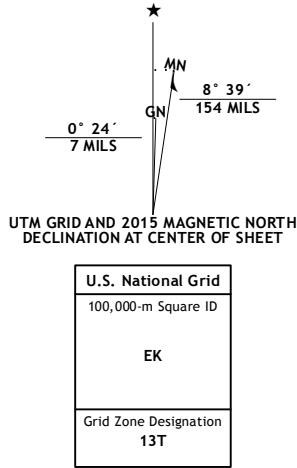 ★
MN
8° 39´
GN
154 MILS
0° 24´
7 MILS
UTM GRID AND 2015 MAGNETIC NORTH
DECLINATION AT CENTER OF SHEET
U.S. National Grid
100,000-m Square ID
EK
Grid Zone Designation
13T